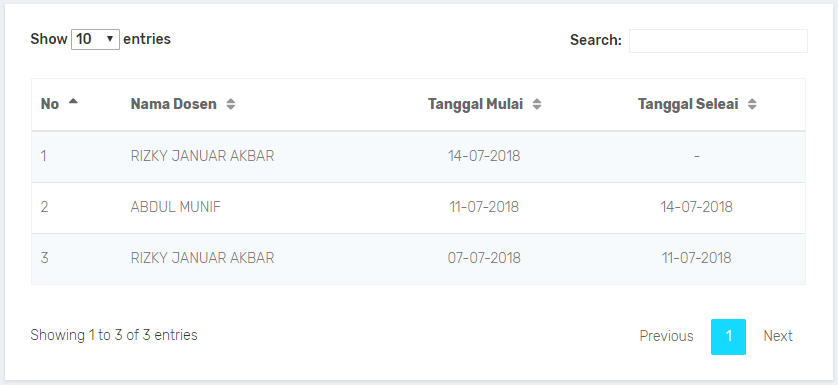 Show 10 entries Search:
No Nama Dosen Tanggal Mulai Tanggal Seleai
1 RIZKY JANUAR AKBAR 14-07-2018 -
2 ABDUL MUNIF 11-07-2018 14-07-2018
3 RIZKY JANUAR AKBAR 07-07-2018 11-07-2018
Showing 1 to 3 of 3 entries Previous 1 Next